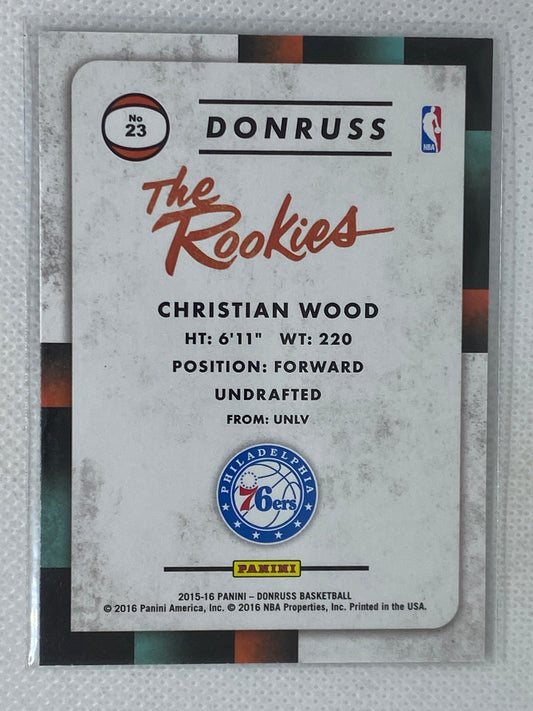 No
23
DONRUSS
NBA
The
Rookies
CHRISTIAN WOOD
HT: 6'11" WT: 220
POSITION: FORWARD
UNDRAFTED
FROM: UNLV
PHILADELPHIA
76ers
PANINI
2015-16 PANINI – DONRUSS BASKETBALL
© 2016 Panini America, Inc. © 2016 NBA Properties, Inc. Printed in the USA.